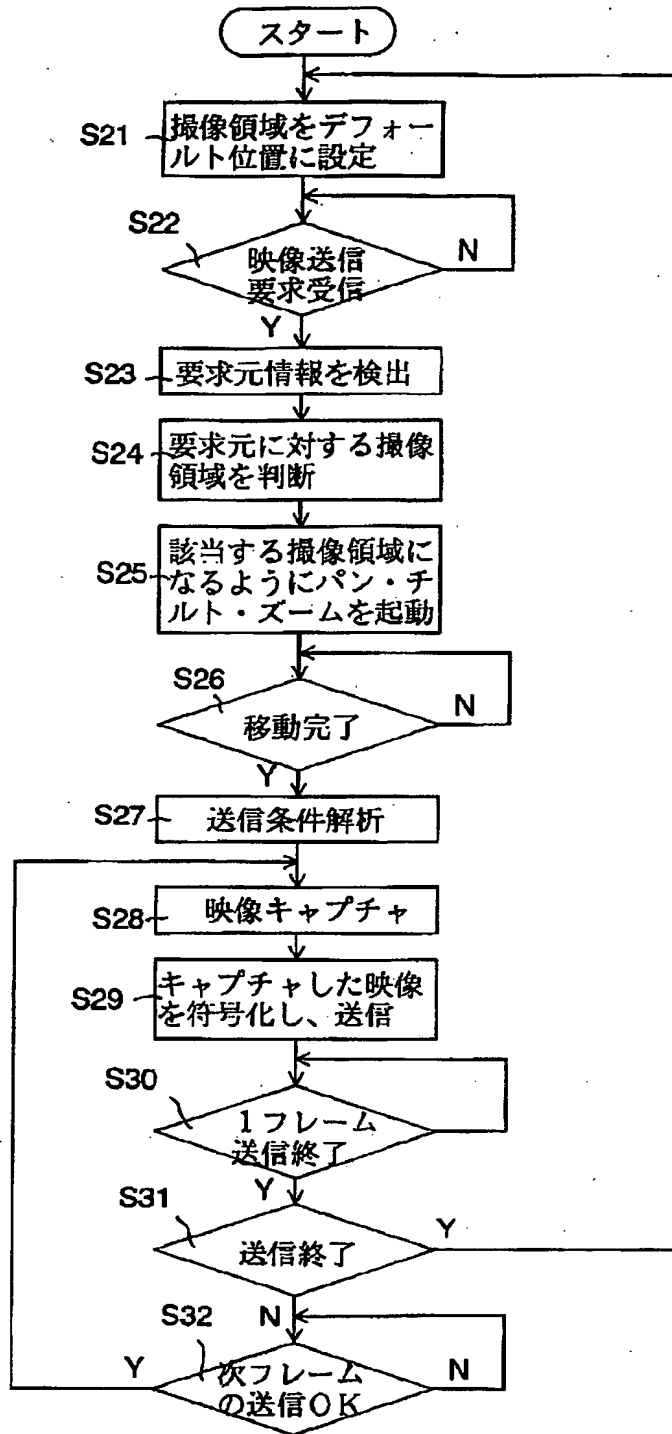 スタート
S21
撮像領域をデフォー
ルト位置に設定
S22
映像送信
要求受信
N
Y
S23
要求元情報を検出
S24
要求元に対する撮像
領域を判断
S25
該当する撮像領域に
なるようにパン・チ
ルト・ズームを起動
S26
移動完了
N
Y
S27
送信条件解析
S28
映像キャプチャ
S29
キャプチャした映像
を符号化し、送信
S30
1フレーム
送信終了
Y
S31
送信終了
Y
N
S32
次フレーム
の送信OK
Y
N